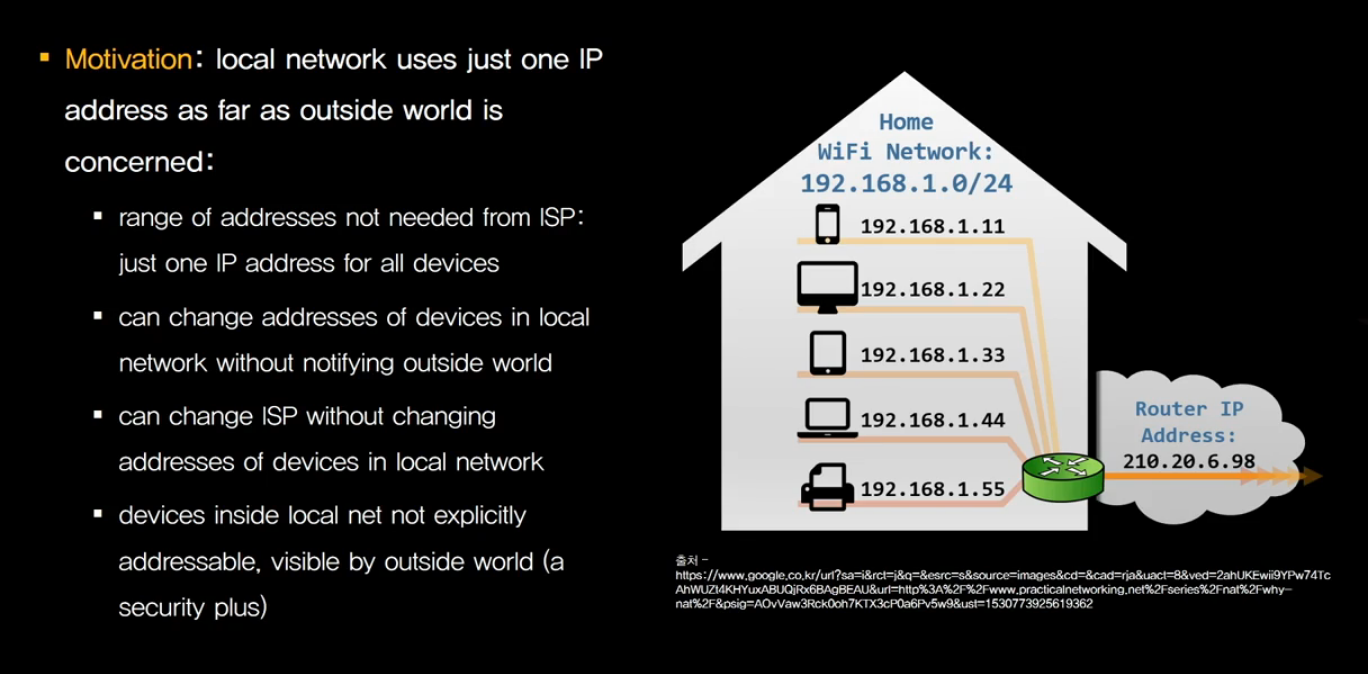 Motivation: local network uses just one IP
address as far as outside world is
concerned:
range of addresses not needed from ISP:
just one IP address for all devices
can change addresses of devices in local
network without notifying outside world
can change ISP without changing
addresses of devices in local network
devices inside local net not explicitly
addressable, visible by outside world (a
security plus)
Home
WiFi Network:
192.168.1.0/24
192.168.1.11
192.168.1.22
192.168.1.33
192.168.1.44
192.168.1.55
Router IP
Address:
210.20.6.98
출처 -
https://www.google.co.kr/url?sa=i&rct=j&q=&esrc=s&source=images&cd=&cad=rja&uact=8&ved=2ahUKEwii9YPw74Tc
AhWUZt4KHYuxABUQjRx6BAgBEAU&url=http%3A%2F%2Fwww.practicalnetworking.net%2Fseries%2Fnat%2Fwhy-
nat%2F&psig=AOvVaw3Rck0oh7KTX3cP0a6Pv5w9&ust=1530773925619362